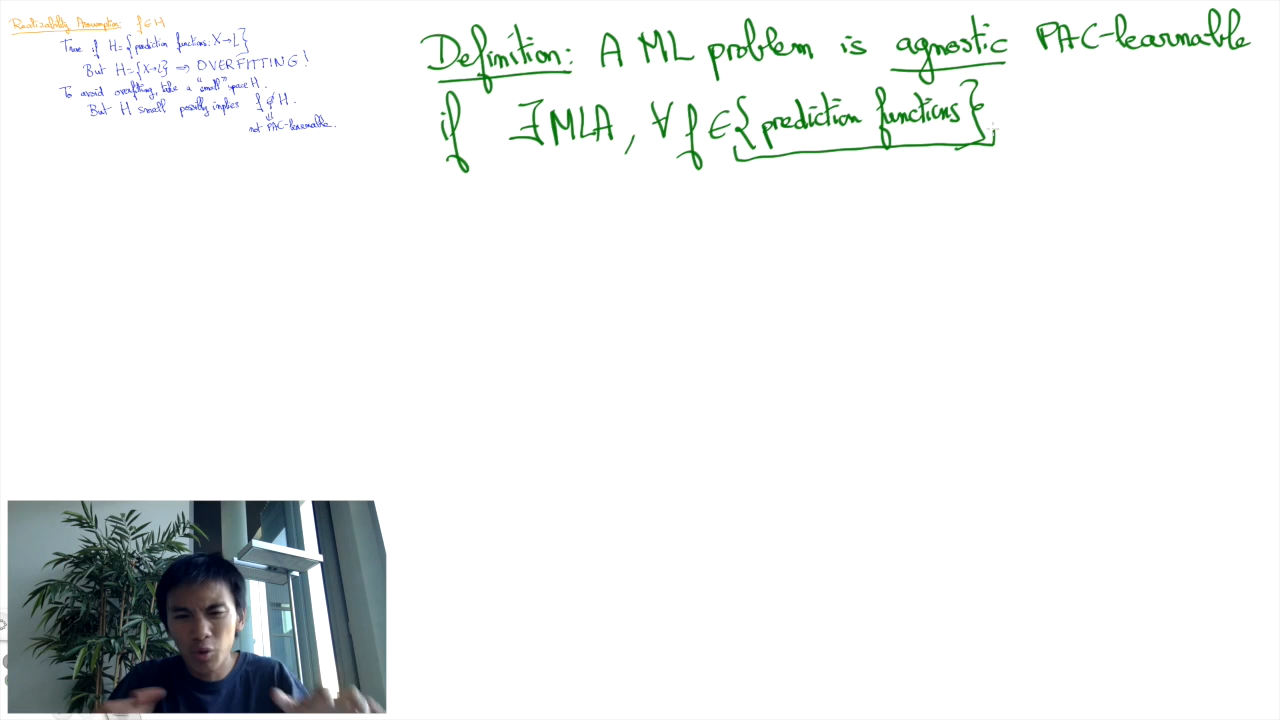 Realizability Assumption: f∈H
True if H={prediction functions: X→L}
But H={X→L} ⇒ OVERFITTING!
To avoid overfitting, take a "small" space H.
But H small possibly implies f∉H.
⇓
not PAC-learnable.
Definition: A ML problem is agnostic PAC-learnable
if ∃MLA, ∀f∈{prediction functions}